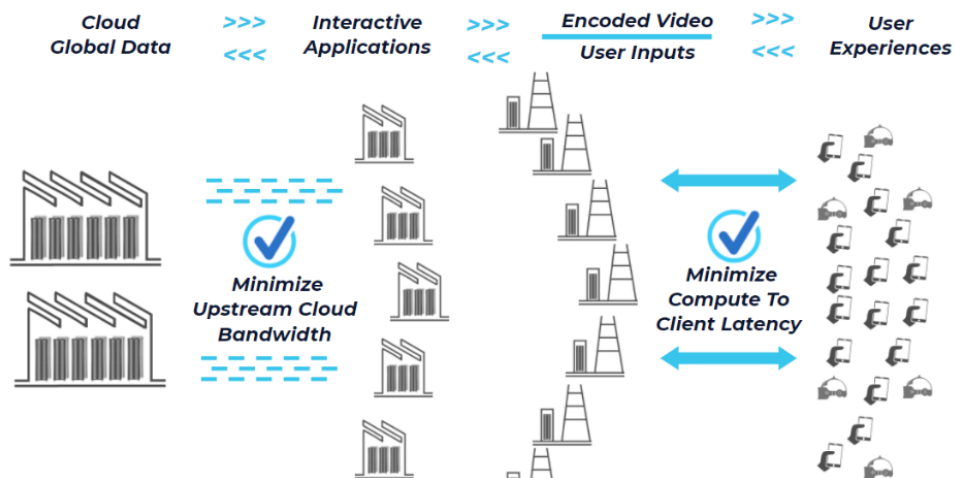 Cloud
Global Data
>>>
<<<
Interactive
Applications
>>>
<<<
Encoded Video
User Inputs
>>>
<<<
User
Experiences
Minimize
Upstream Cloud
Bandwidth
Minimize
Compute To
Client Latency